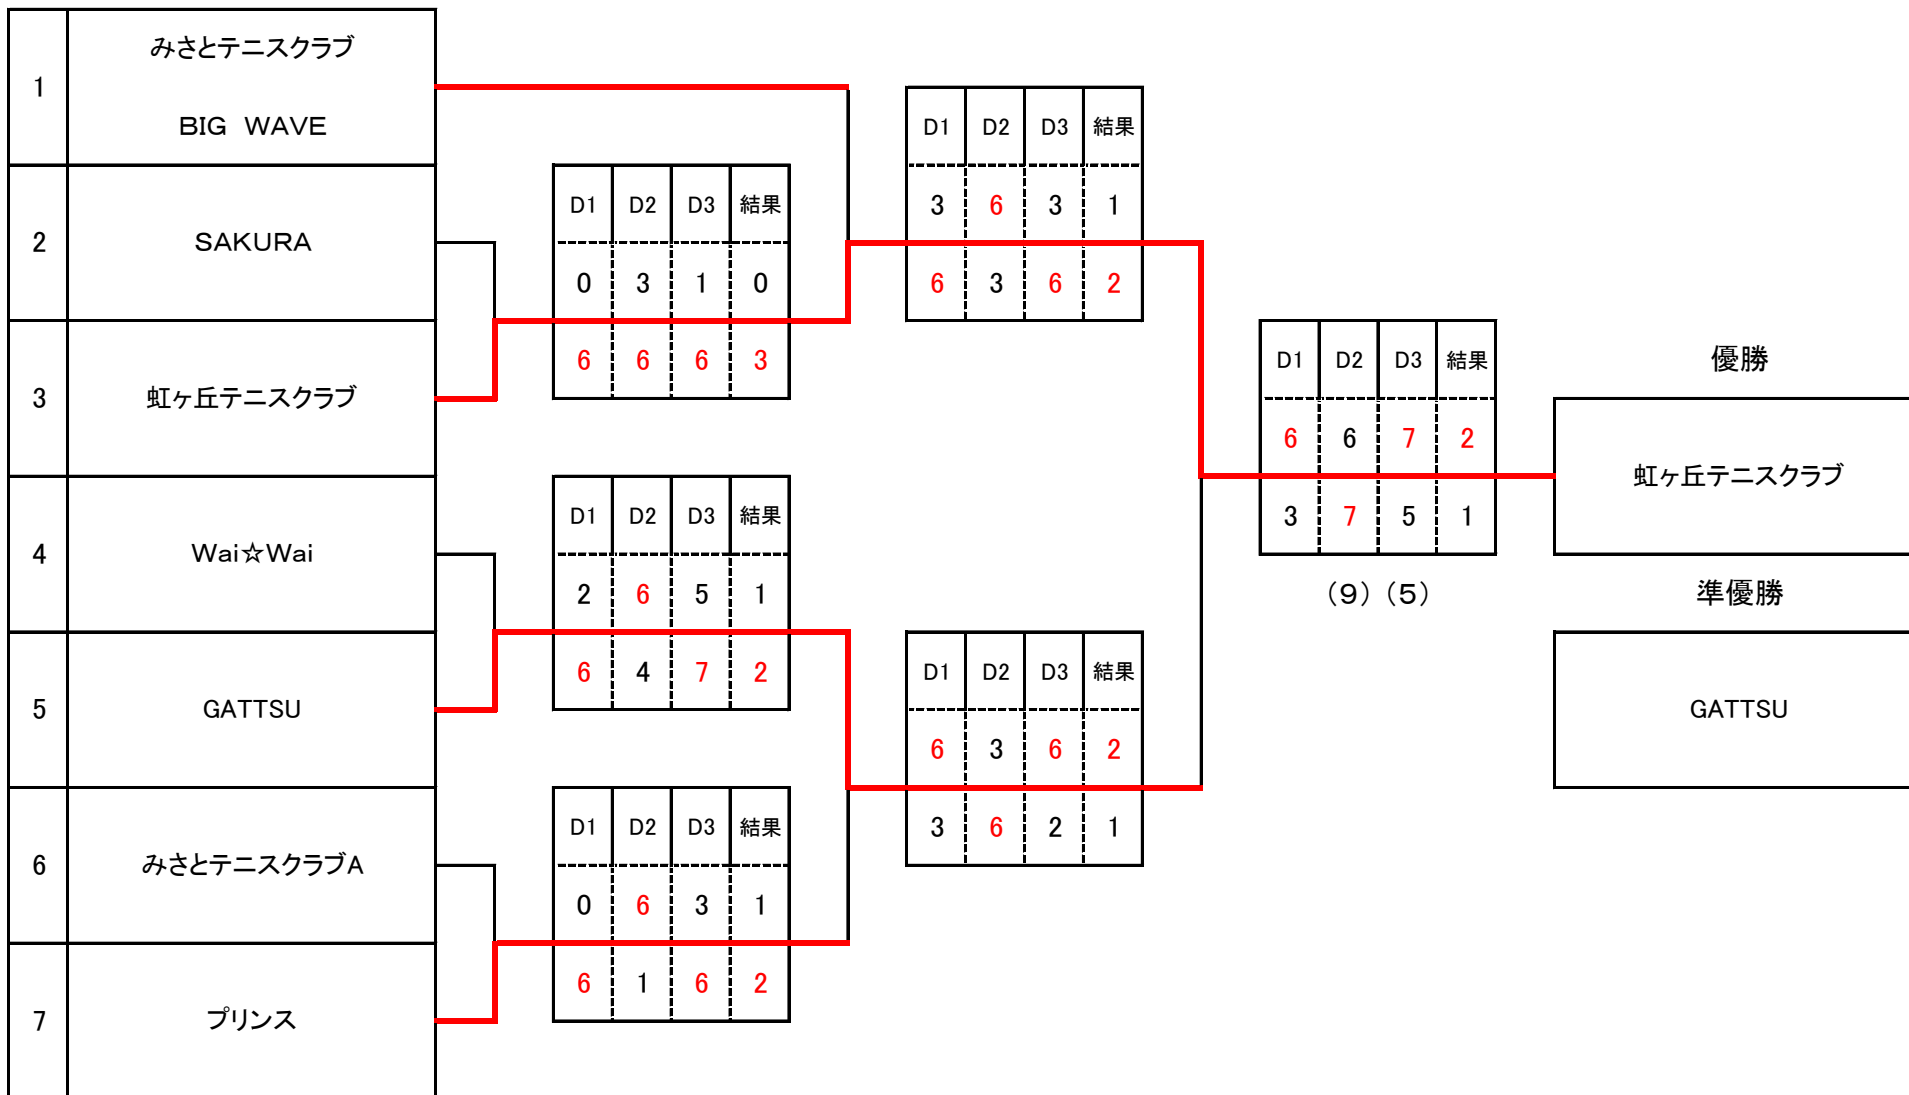 1
みさとテニスクラブ
BIG WAVE
2
SAKURA
3
虹ヶ丘テニスクラブ
4
Wai☆Wai
5
GATTSU
6
みさとテニスクラブA
7
プリンス
D1 D2 D3 結果
0 3 1 0
6 6 6 3
D1 D2 D3 結果
2 6 5 1
6 4 7 2
D1 D2 D3 結果
0 6 3 1
6 1 6 2
D1 D2 D3 結果
3 6 3 1
6 3 6 2
D1 D2 D3 結果
6 3 6 2
3 6 2 1
D1 D2 D3 結果
6 6 7 2
3 7 5 1
(9) (5)
優勝
虹ヶ丘テニスクラブ
準優勝
GATTSU